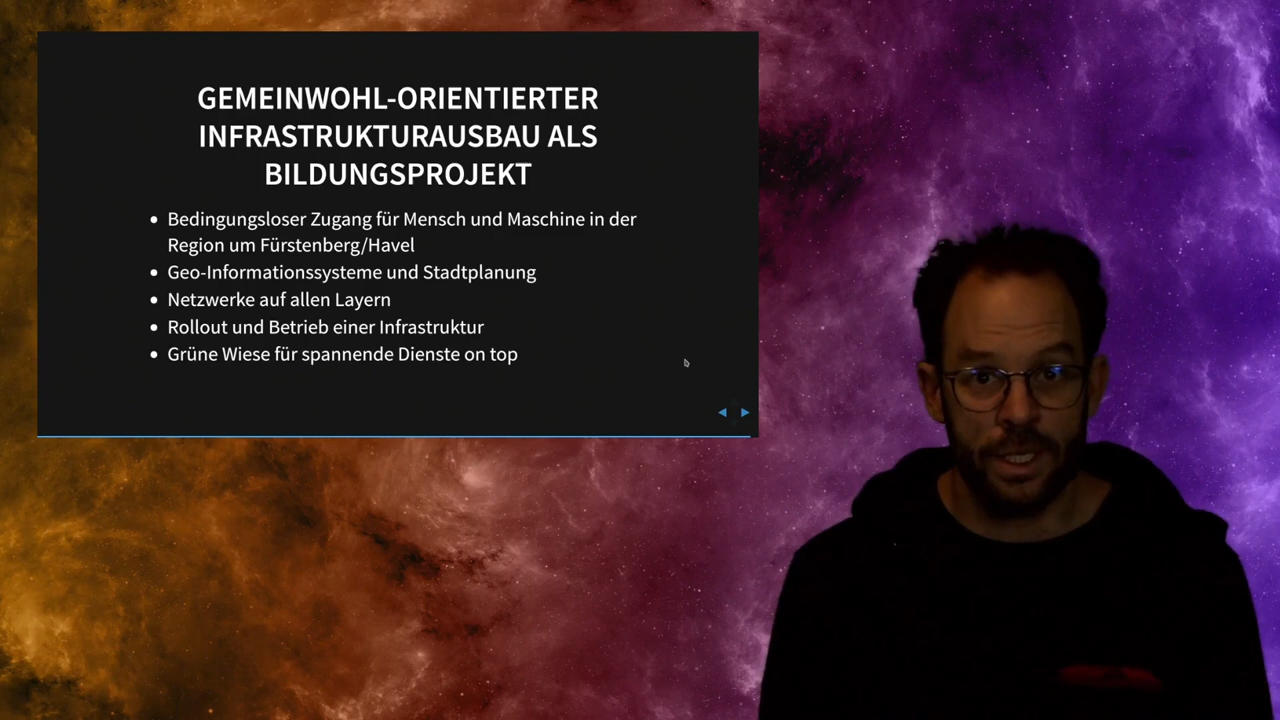 GEMEINWOHL-ORIENTIERTER
INFRASTRUKTURAUSBAU ALS
BILDUNGSPROJEKT
• Bedingungsloser Zugang für Mensch und Maschine in der
Region um Fürstenberg/Havel
• Geo-Informationssysteme und Stadtplanung
• Netzwerke auf allen Layern
• Rollout und Betrieb einer Infrastruktur
• Grüne Wiese für spannende Dienste on top